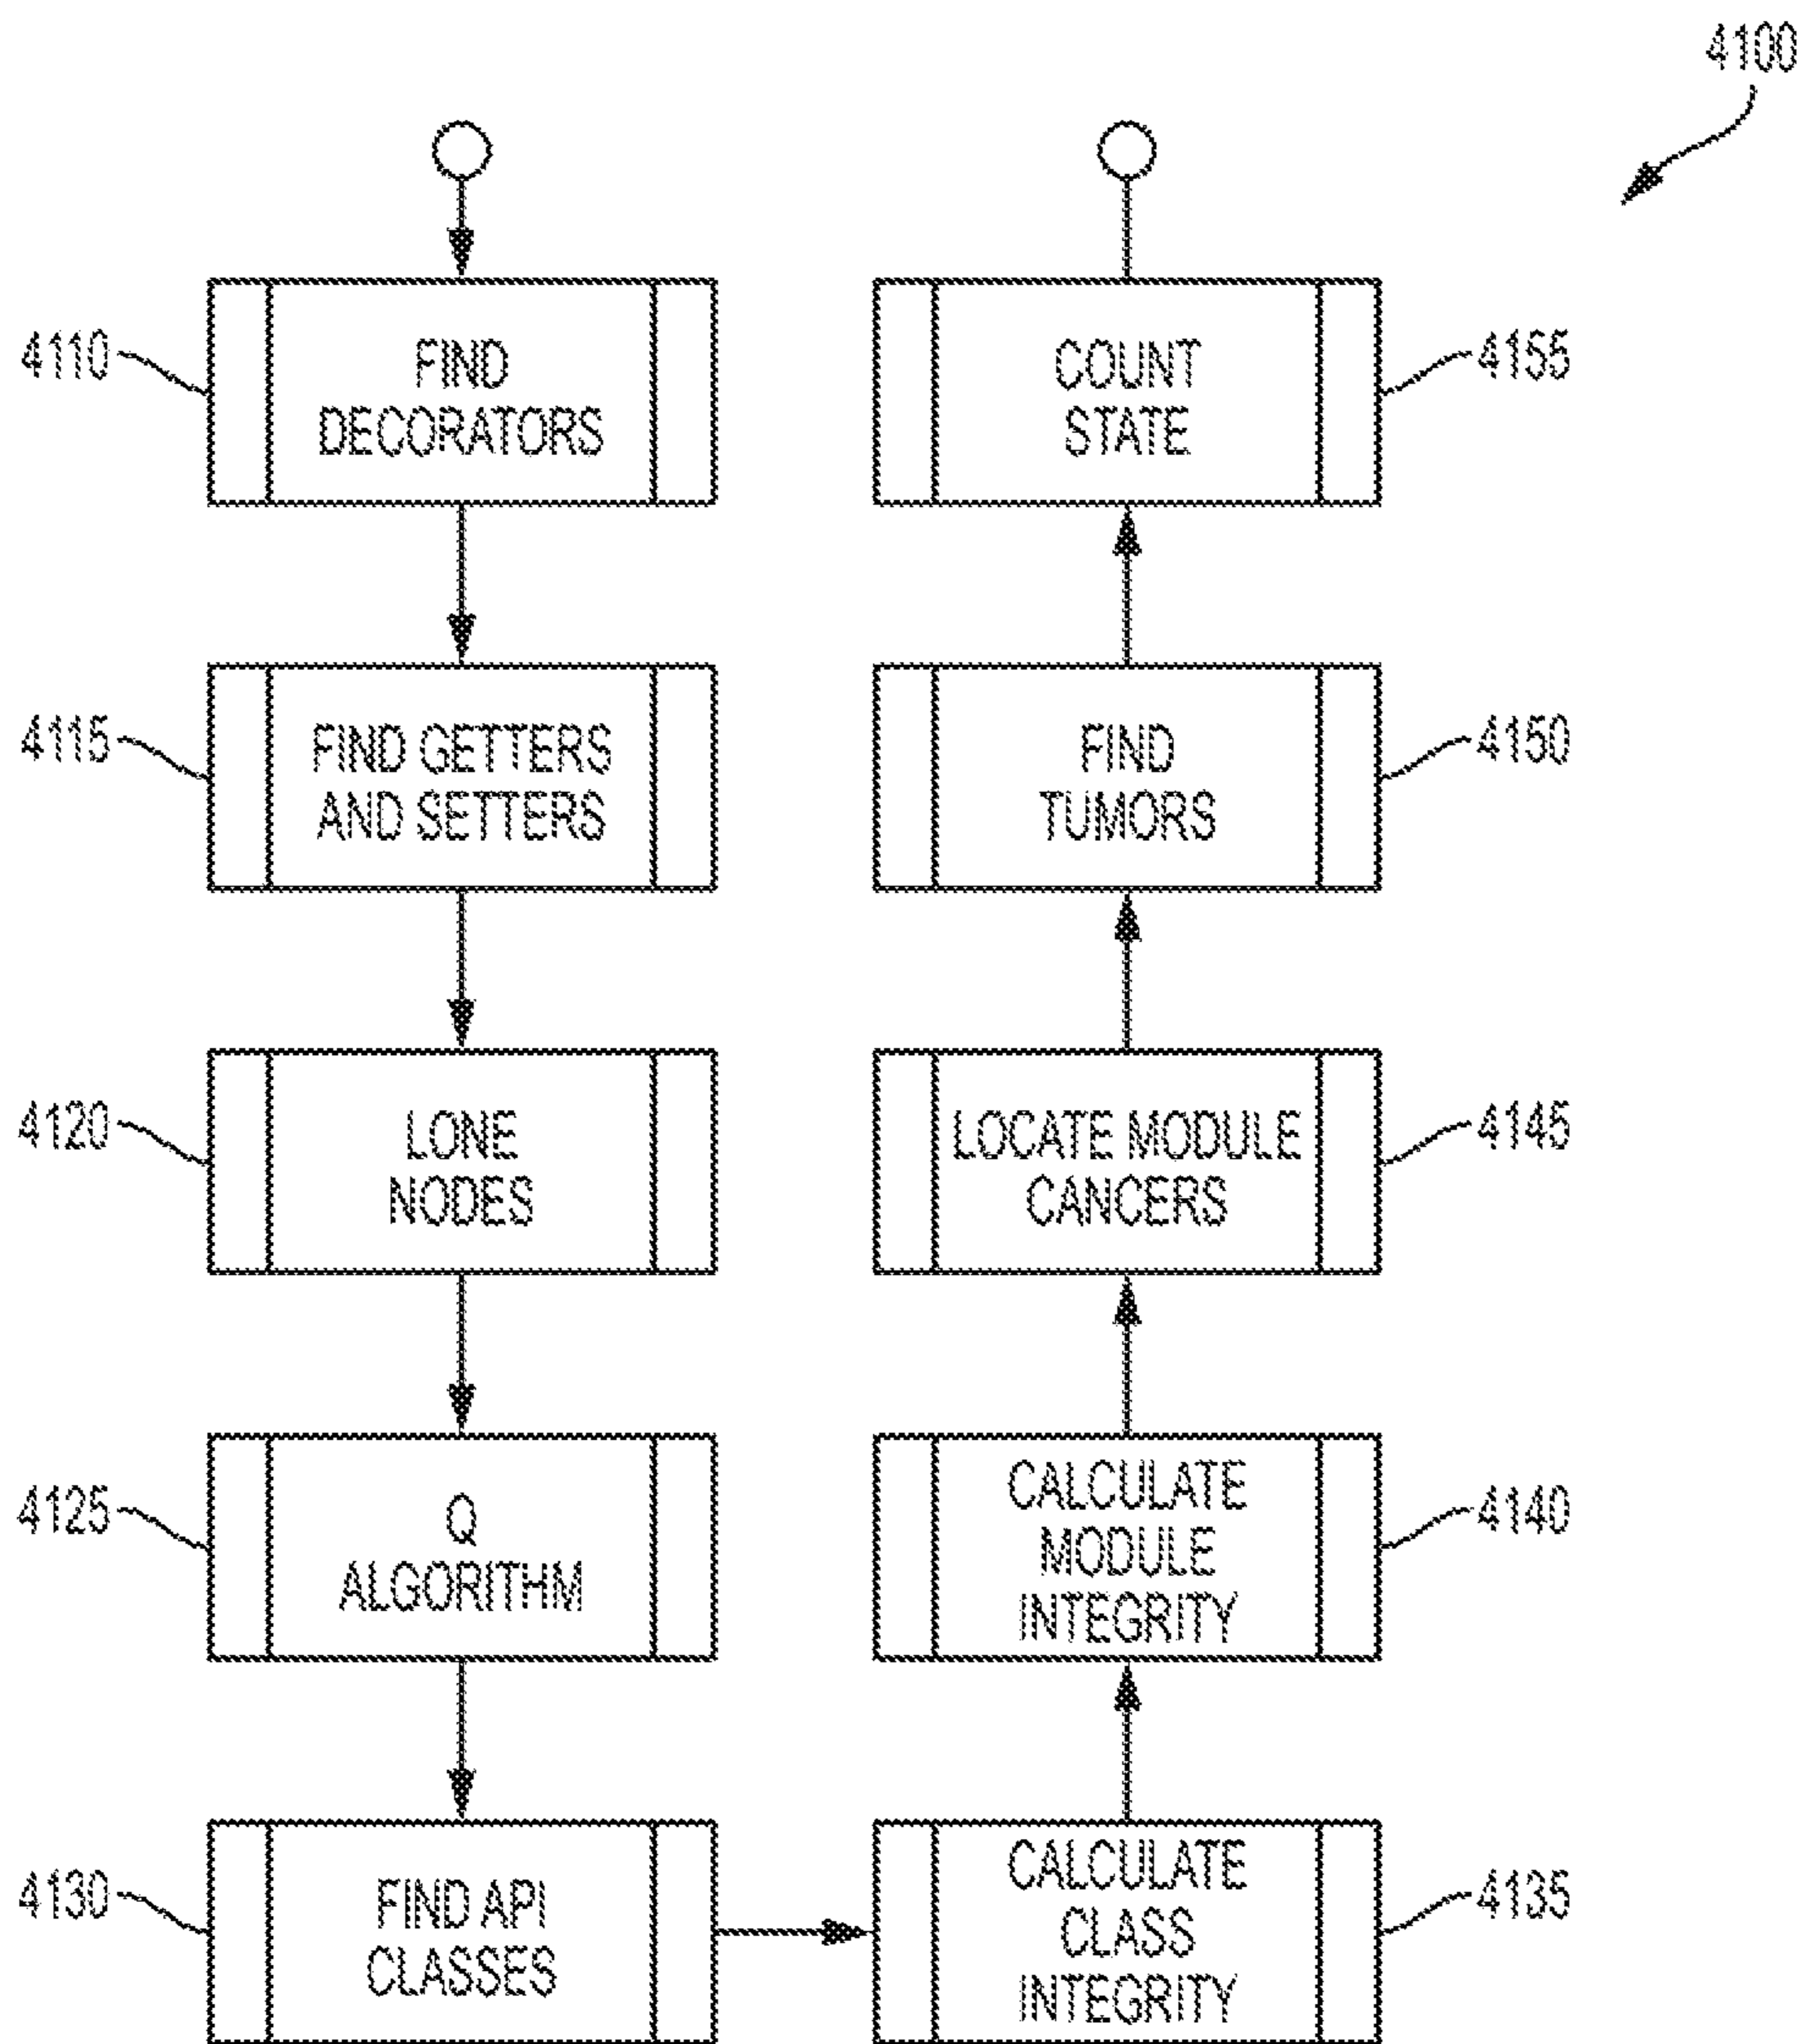 4100
4110
FIND
DECORATORS
4115
FIND GETTERS
AND SETTERS
4120
LONE
NODES
4125
Q
ALGORITHM
4130
FIND API
CLASSES
COUNT
STATE
4155
FIND
TUMORS
4150
LOCATE MODULE
CANCERS
4145
CALCULATE
MODULE
INTEGRITY
4140
CALCULATE
CLASS
INTEGRITY
4135